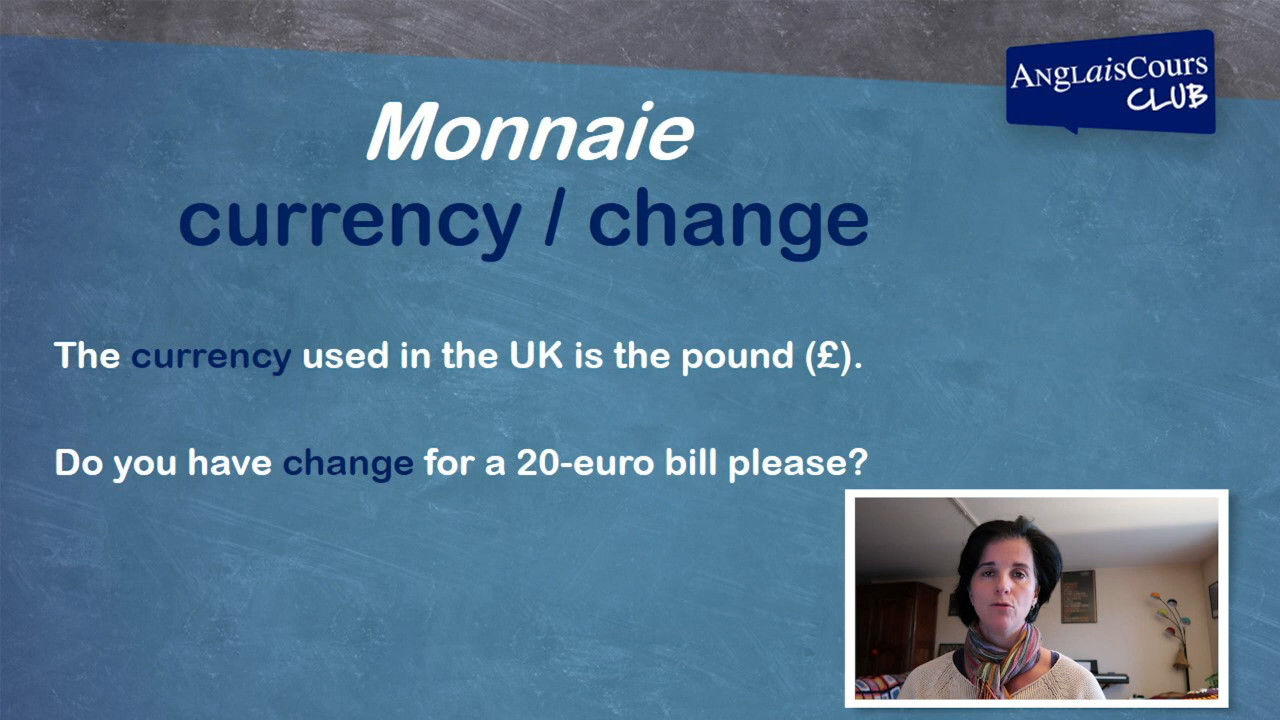 ANGLaisCours
CLUB
Monnaie
currency / change
The currency used in the UK is the pound (£).
Do you have change for a 20-euro bill please?